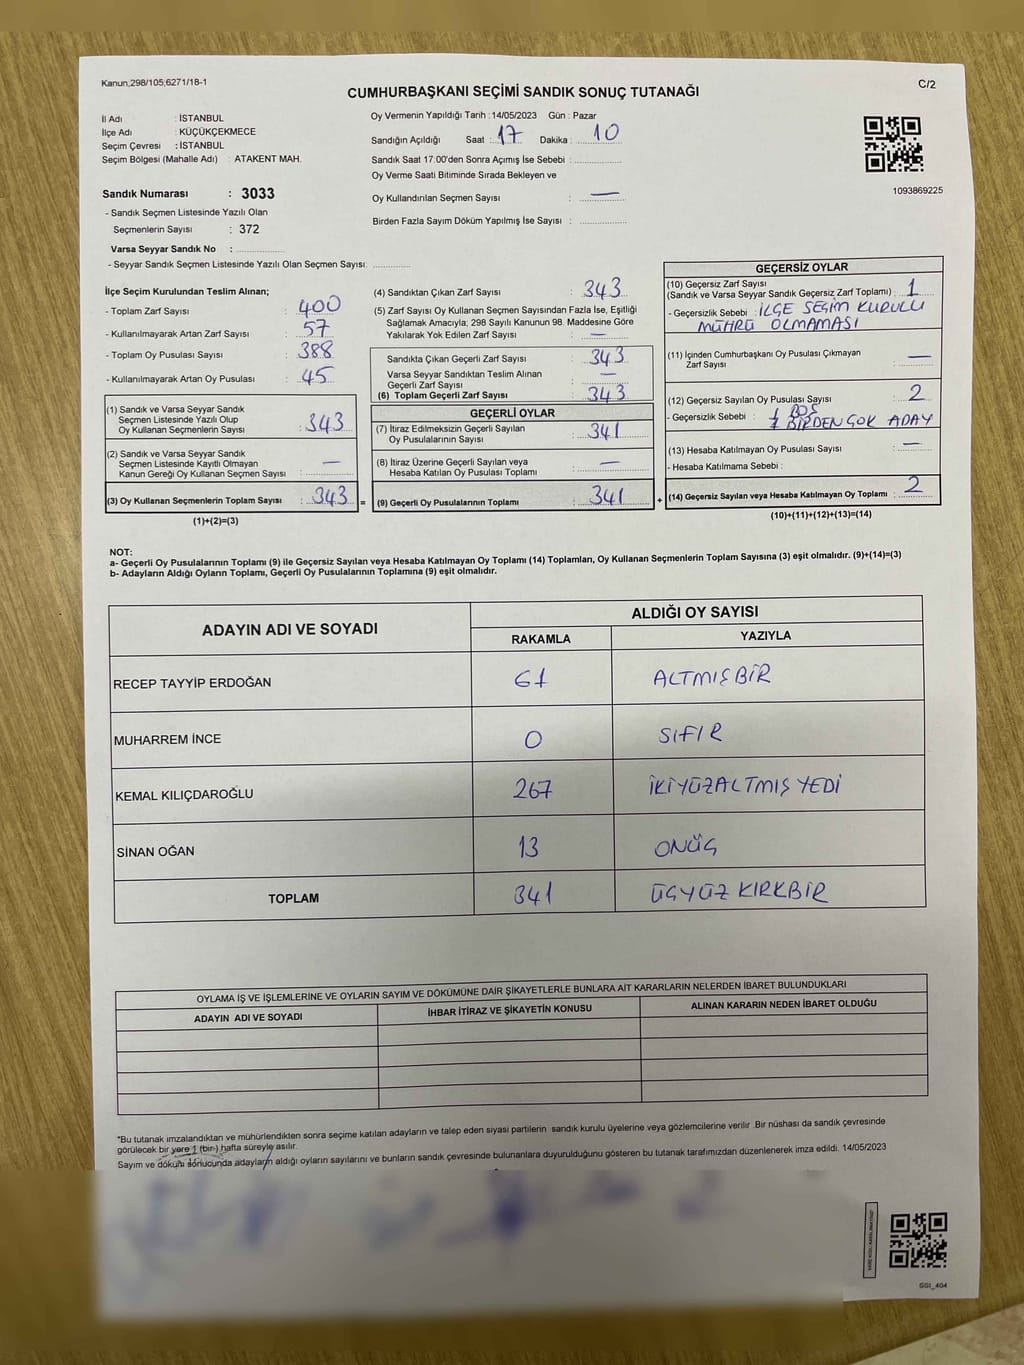 Kanun,298/105;6271/18-1
C/2
CUMHURBAŞKANI SEÇİMİ SANDIK SONUÇ TUTANAĞI
İl Adı : İSTANBUL
İlçe Adı : KÜÇÜKÇEKMECE
Seçim Çevresi : İSTANBUL
Seçim Bölgesi (Mahalle Adı) : ATAKENT MAH.
Oy Vermenin Yapıldığı Tarih :14/05/2023 Gün : Pazar
Sandığın Açıldığı Saat : 17 Dakika : 10
Sandık Saat 17.00'den Sonra Açımış İse Sebebi :
Oy Verme Saati Bitiminde Sırada Bekleyen ve
Oy Kullandırılan Seçmen Sayısı : —
Birden Fazla Sayım Döküm Yapılmış İse Sayısı :
1093869225
Sandık Numarası : 3033
- Sandık Seçmen Listesinde Yazılı Olan
Seçmenlerin Sayısı : 372
Varsa Seyyar Sandık No :
- Seyyar Sandık Seçmen Listesinde Yazılı Olan Seçmen Sayısı:
İlçe Seçim Kurulundan Teslim Alınan;
- Toplam Zarf Sayısı : 400
- Kullanılmayarak Artan Zarf Sayısı : 57
- Toplam Oy Pusulası Sayısı : 388
- Kullanılmayarak Artan Oy Pusulası : 45
(1) Sandık ve Varsa Seyyar Sandık
Seçmen Listesinde Yazılı Olup
Oy Kullanan Seçmenlerin Sayısı : 343
(2) Sandık ve Varsa Seyyar Sandık
Seçmen Listesinde Kayıtlı Olmayan
Kanun Gereği Oy Kullanan Seçmen Sayısı : —
(3) Oy Kullanan Seçmenlerin Toplam Sayısı : 343 =
(1)+(2)=(3)
(4) Sandıktan Çıkan Zarf Sayısı : 343
(5) Zarf Sayısı Oy Kullanan Seçmen Sayısından Fazla İse, Eşitliği
Sağlamak Amacıyla; 298 Sayılı Kanunun 98. Maddesine Göre
Yakılarak Yok Edilen Zarf Sayısı : —
Sandıkta Çıkan Geçerli Zarf Sayısı : 343
Varsa Seyyar Sandıktan Teslim Alınan
Geçerli Zarf Sayısı : —
(6) Toplam Geçerli Zarf Sayısı : 343
GEÇERLİ OYLAR
(7) İtiraz Edilmeksizin Geçerli Sayılan
Oy Pusulalarının Sayısı : 341
(8) İtiraz Üzerine Geçerli Sayılan veya
Hesaba Katılan Oy Pusulası Toplamı : —
(9) Geçerli Oy Pusulalarının Toplamı : 341 +
GEÇERSİZ OYLAR
(10) Geçersiz Zarf Sayısı
(Sandık ve Varsa Seyyar Sandık Geçersiz Zarf Toplamı) : 1
- Geçersizlik Sebebi : İLÇE SEÇİM KURULU
MÜHRÜ OLMAMASI
(11) İçinden Cumhurbaşkanı Oy Pusulası Çıkmayan
Zarf Sayısı : —
(12) Geçersiz Sayılan Oy Pusulası Sayısı : 2
- Geçersizlik Sebebi : 1 BOŞ
1 BİRDEN ÇOK ADAY
(13) Hesaba Katılmayan Oy Pusulası Sayısı : —
- Hesaba Katılmama Sebebi :
(14) Geçersiz Sayılan veya Hesaba Katılmayan Oy Toplamı : 2
(10)+(11)+(12)+(13)=(14)
NOT:
a- Geçerli Oy Pusulalarının Toplamı (9) ile Geçersiz Sayılan veya Hesaba Katılmayan Oy Toplamı (14) Toplamları, Oy Kullanan Seçmenlerin Toplam Sayısına (3) eşit olmalıdır. (9)+(14)=(3)
b- Adayların Aldığı Oyların Toplamı, Geçerli Oy Pusulalarının Toplamına (9) eşit olmalıdır.
ADAYIN ADI VE SOYADI
ALDIĞI OY SAYISI
RAKAMLA YAZIYLA
RECEP TAYYİP ERDOĞAN 61 ALTMIŞBİR
MUHARREM İNCE 0 SIFIR
KEMAL KILIÇDAROĞLU 267 İKİYÜZALTMIŞ YEDİ
SİNAN OĞAN 13 ONÜÇ
TOPLAM 341 ÜÇYÜZ KIRKBİR
OYLAMA İŞ VE İŞLEMLERİNE VE OYLARIN SAYIM VE DÖKÜMÜNE DAİR ŞİKAYETLERLE BUNLARA AİT KARARLARIN NELERDEN İBARET BULUNDUKLARI
ADAYIN ADI VE SOYADI İHBAR İTİRAZ VE ŞİKAYETİN KONUSU ALINAN KARARIN NEDEN İBARET OLDUĞU
*Bu tutanak imzalandıktan ve mühürlendikten sonra seçime katılan adayların ve talep eden siyasi partilerin sandık kurulu üyelerine veya gözlemcilerine verilir .Bir nüshası da sandık çevresinde
görülecek bir yere 1 (bir) hafta süreyle asılır.
Sayım ve döküm sonucunda adayların aldığı oyların sayılarını ve bunların sandık çevresinde bulunanlara duyurulduğunu gösteren bu tutanak tarafımızdan düzenlenerek imza edildi. 14/05/2023
GGI_404